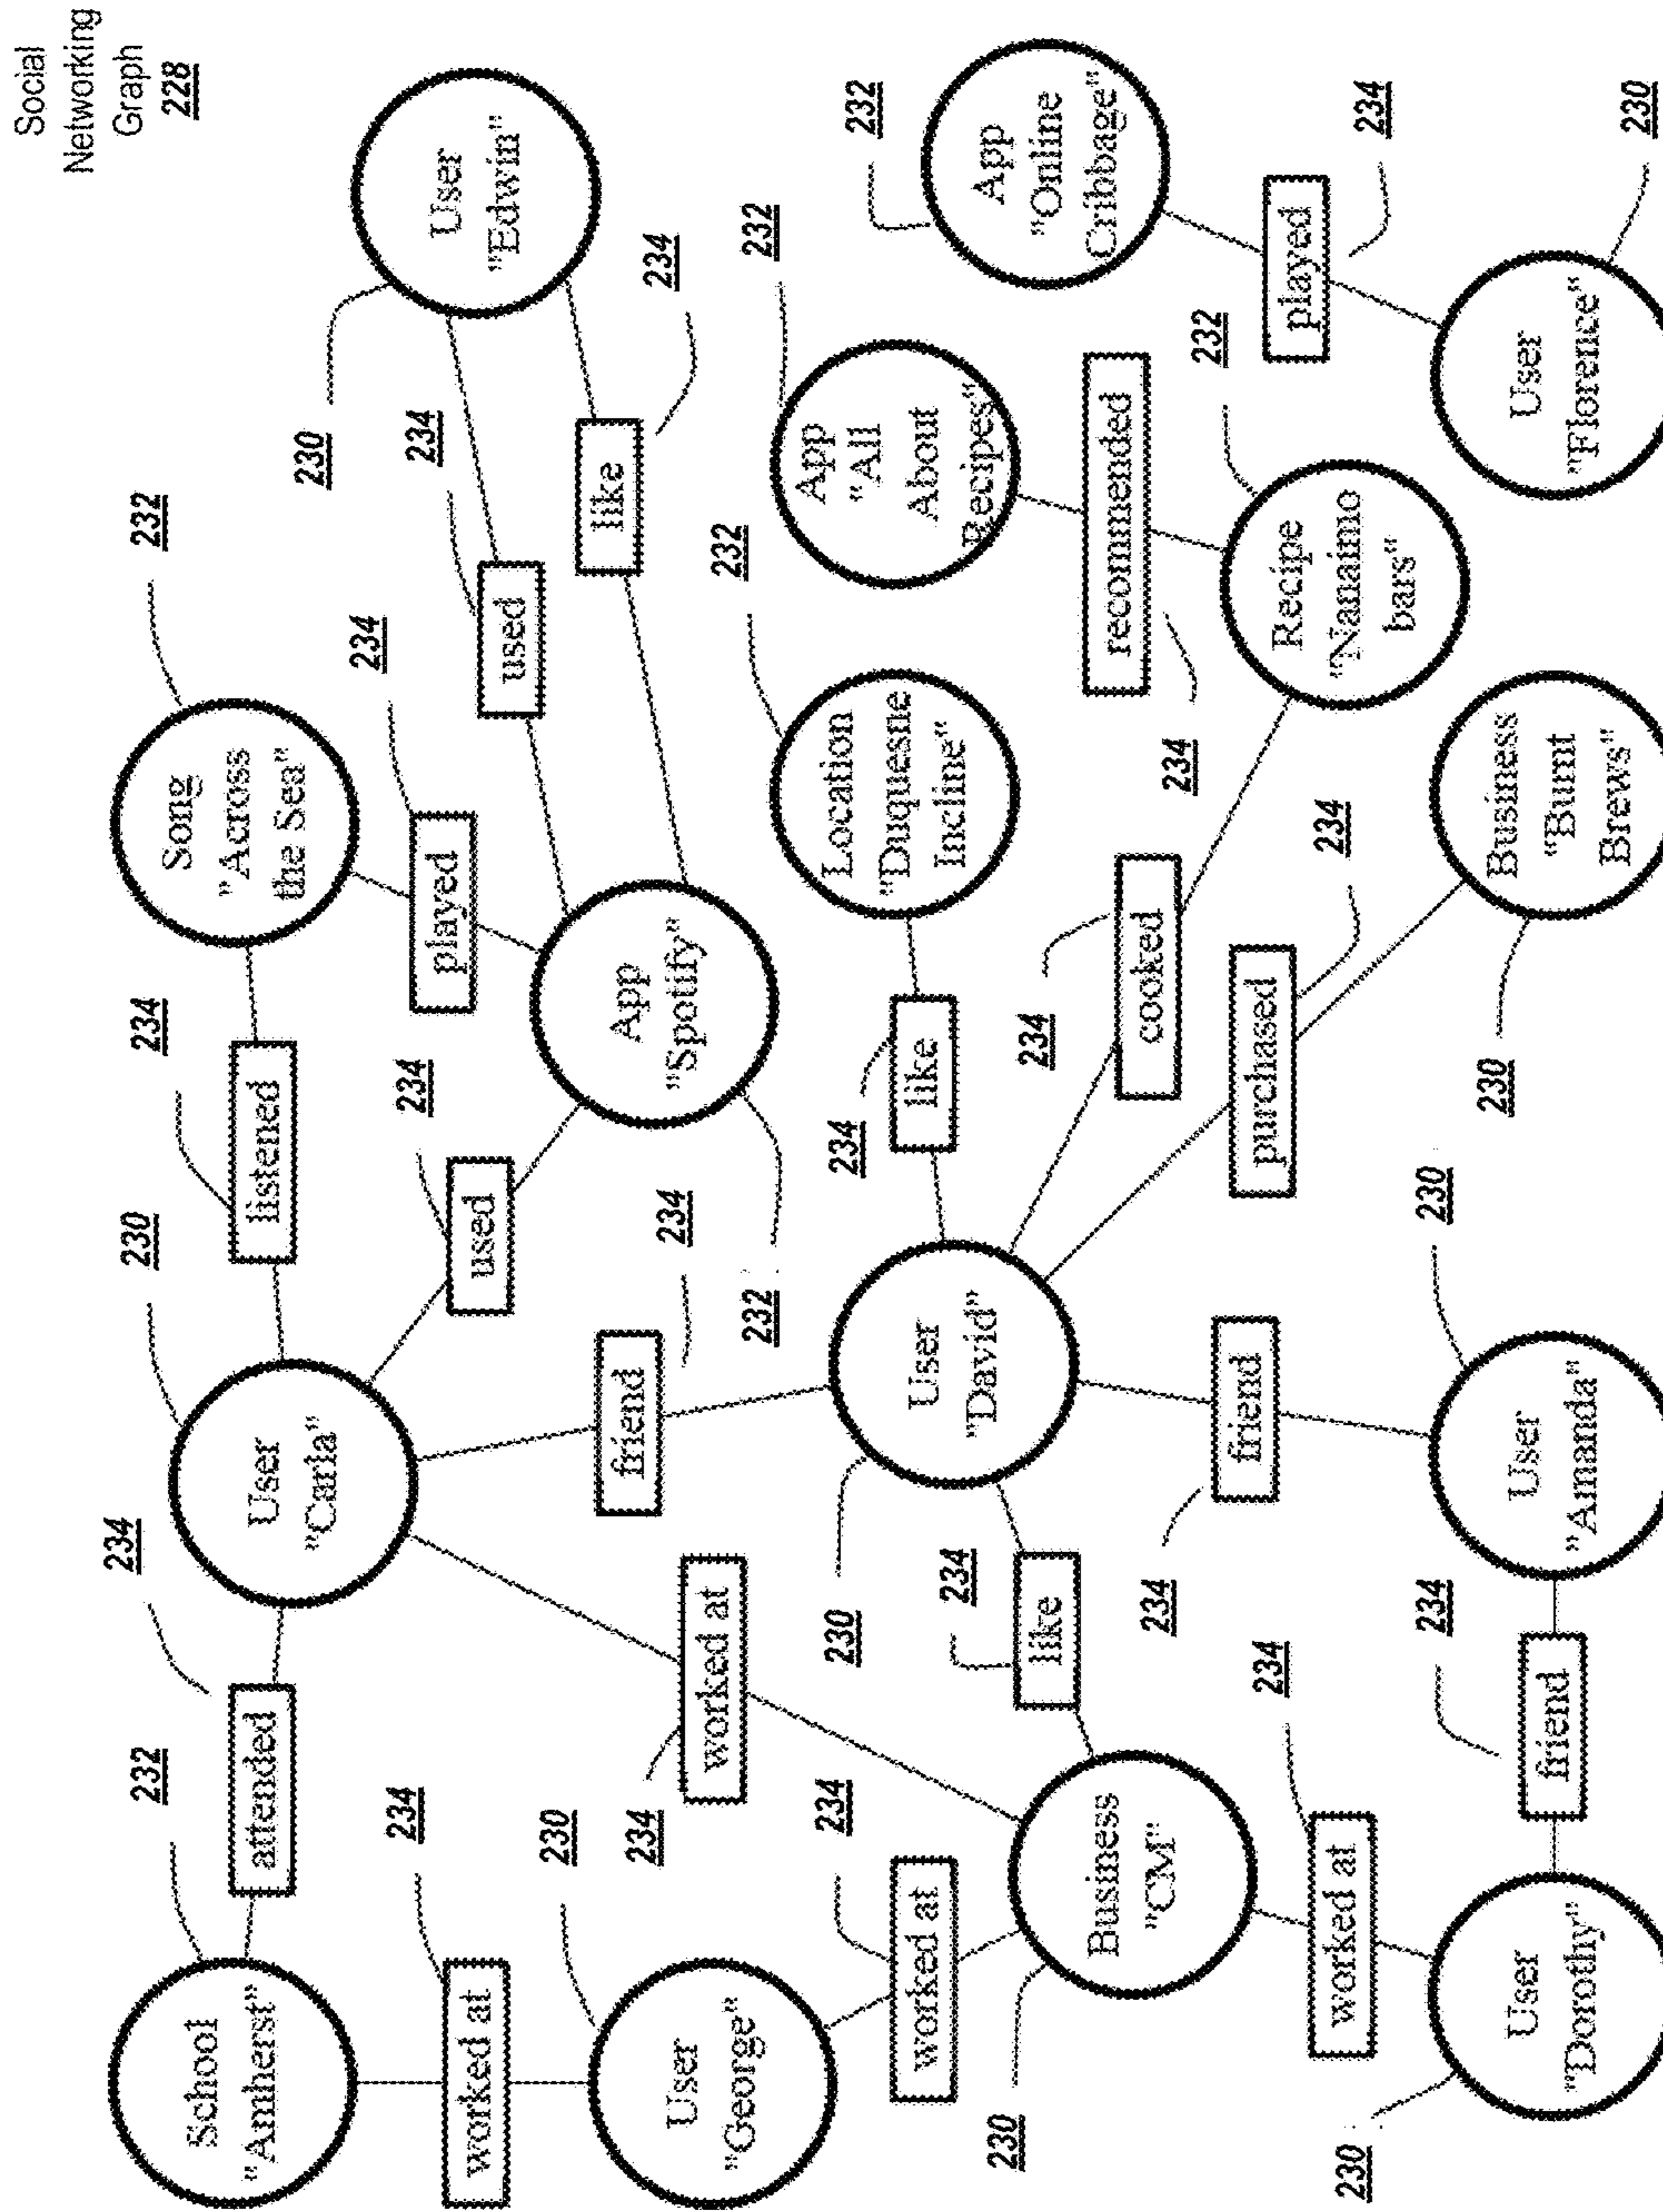 Social
Networking
Graph
228
232
234
230
234
232
School
"Amherst"
attended
User
"Carla"
listened
Song
"Across
the Sea"
230
234
234
234
234
worked at
used
played
used
User
"Edwin"
230
like
friend
234
234
234
User
"George"
worked at
App
"Spotify"
232
232
232
232
234
230
234
232
worked at
User
"David"
like
Location
"Duquesne
Incline"
App
"All
About
Recipes"
App
"Online
Cribbage"
234
230
234
like
cooked
recommended
Business
"CM"
234
234
232
friend
purchased
played
234
Recipe
"Nanaimo
bars"
234
worked at
230
234
234
230
230
User
"Dorothy"
friend
User
"Amanda"
Business
"Burnt
Brews"
User
"Florence"
230